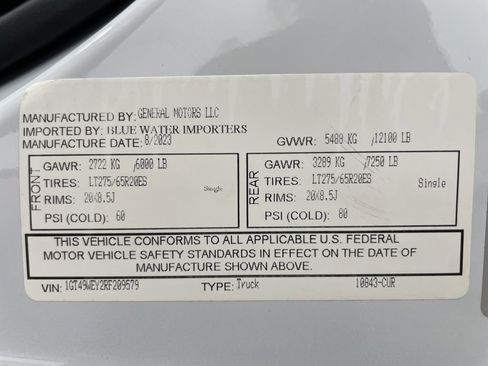 MANUFACTURED BY: GENERAL MOTORS LLC
IMPORTED BY: BLUE WATER IMPORTERS
MANUFACTURE DATE: 8/2023 GVWR: 5488 KG /12100 LB
FRONT
GAWR: 2722 KG /6000 LB
TIRES: LT275/65R20ES Single
RIMS: 20X8.5J
PSI (COLD): 60
REAR
GAWR: 3289 KG /7250 LB
TIRES: LT275/65R20ES Single
RIMS: 20X8.5J
PSI (COLD): 80
THIS VEHICLE CONFORMS TO ALL APPLICABLE U.S. FEDERAL
MOTOR VEHICLE SAFETY STANDARDS IN EFFECT ON THE DATE OF
MANUFACTURE SHOWN ABOVE.
VIN: 1GT49WEY2RF209579 TYPE: Truck 10843-CUR